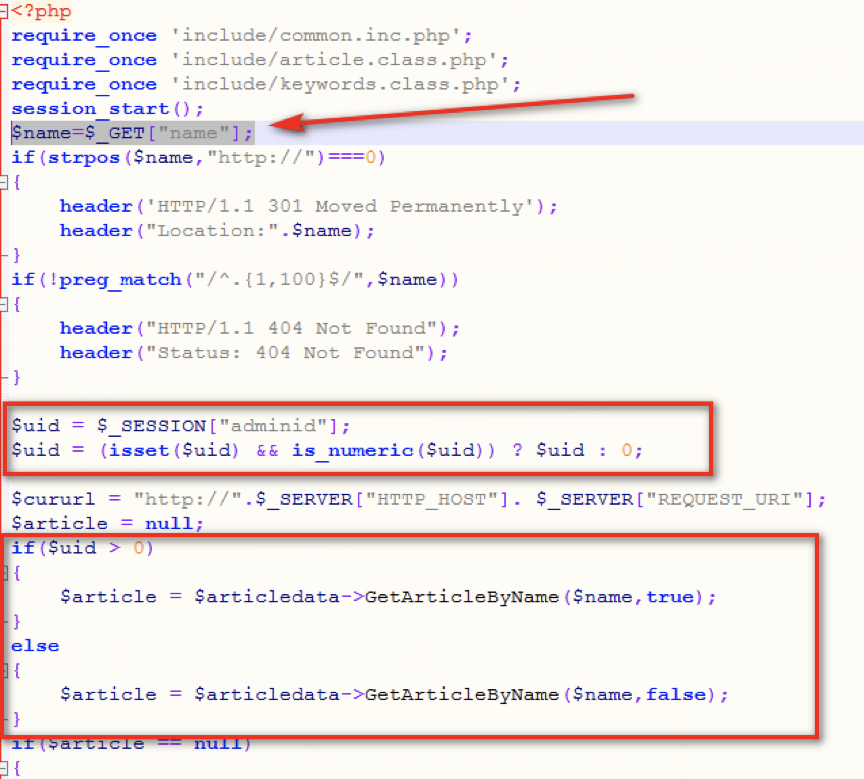 <?php
require_once 'include/common.inc.php';
require_once 'include/article.class.php';
require_once 'include/keywords.class.php';
session_start();
$name=$_GET["name"];
if(strpos($name,"http://")===0)
{
    header('HTTP/1.1 301 Moved Permanently');
    header("Location:".$name);
}
if(!preg_match("/^.{1,100}$/",$name))
{
    header("HTTP/1.1 404 Not Found");
    header("Status: 404 Not Found");
}
$uid = $_SESSION["adminid"];
$uid = (isset($uid) && is_numeric($uid)) ? $uid : 0;
$cururl = "http://".$_SERVER["HTTP_HOST"]. $_SERVER["REQUEST_URI"];
$article = null;
if($uid > 0)
{
    $article = $articledata->GetArticleByName($name,true);
}
else
{
    $article = $articledata->GetArticleByName($name,false);
}
if($article == null)
{